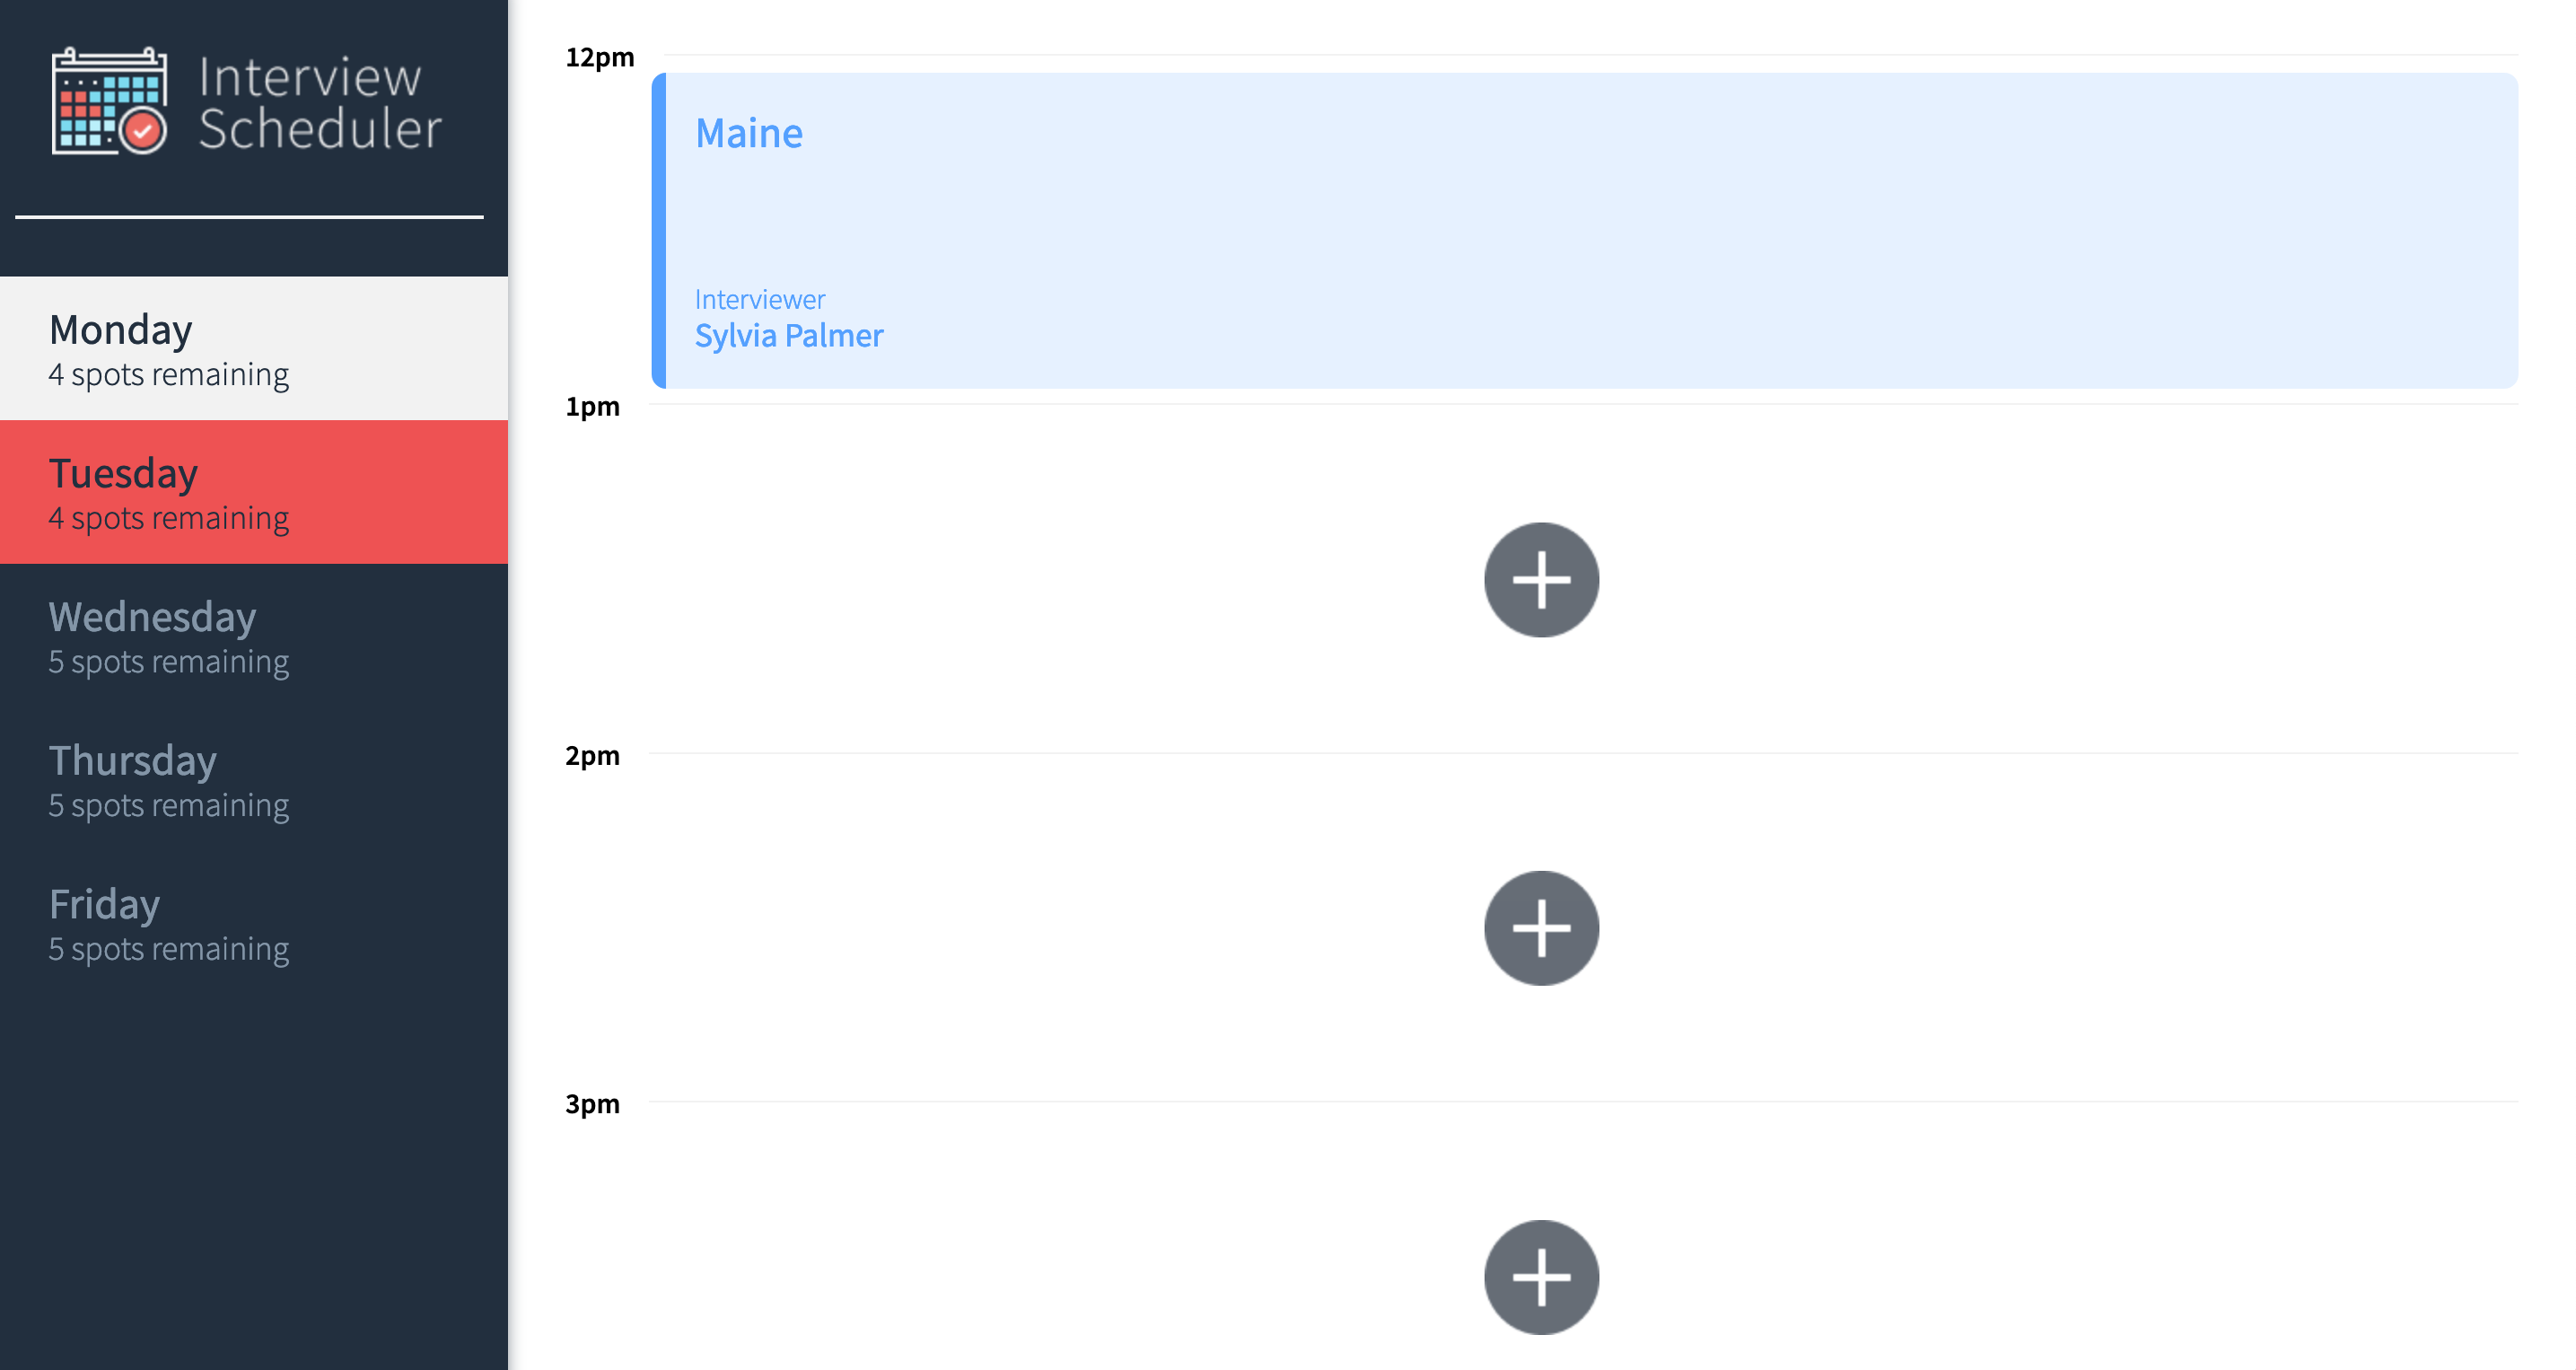 Interview
Scheduler
Monday
4 spots remaining
Tuesday
4 spots remaining
Wednesday
5 spots remaining
Thursday
5 spots remaining
Friday
5 spots remaining
12pm
Maine
Interviewer
Sylvia Palmer
1pm
2pm
3pm